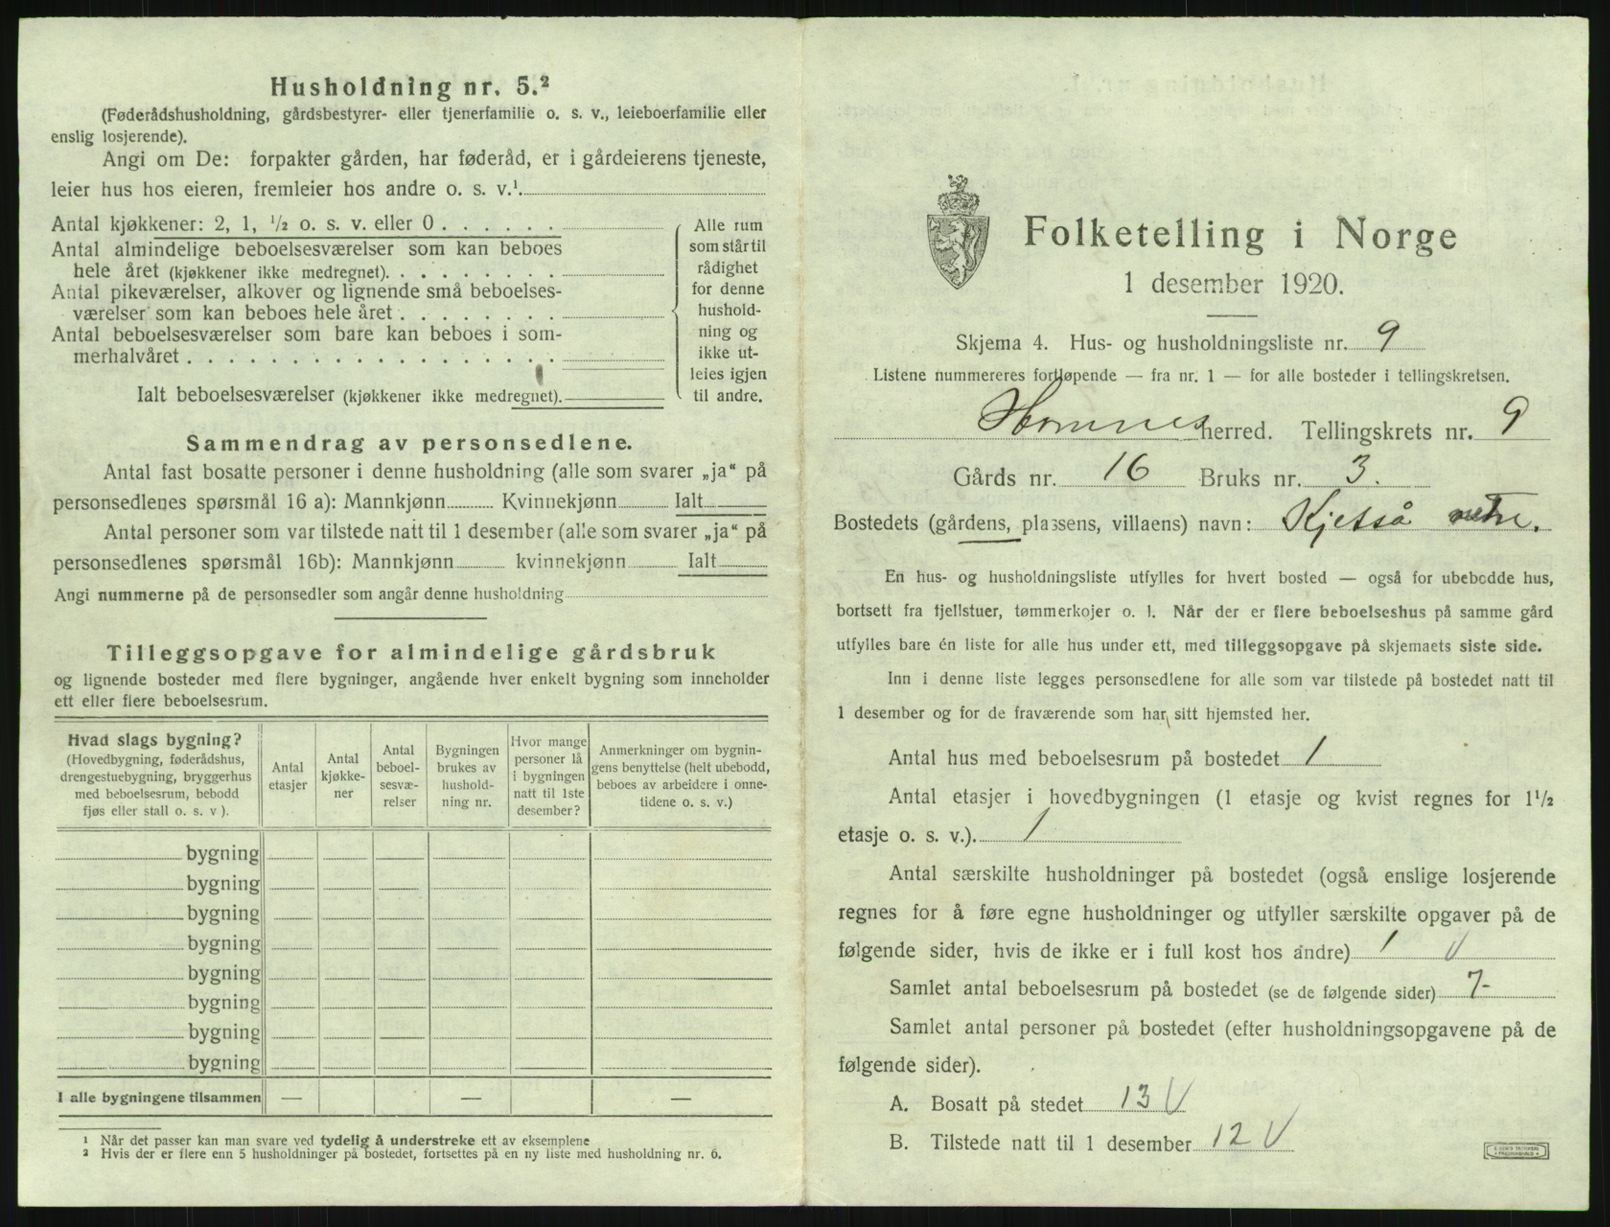 Husholdning nr. 5.²
(Føderådshusholdning, gårdsbestyrer- eller tjenerfamilie o. s. v., leieboerfamilie eller
enslig losjerende).
Angi om De: forpakter gården, har føderåd, er i gårdeierens tjeneste,
leier hus hos eieren, fremleier hos andre o. s. v.¹
Antal kjøkkener: 2, 1, ½ o. s. v. eller 0
Antal almindelige beboelsesværelser som kan beboes
hele året (kjøkkener ikke medregnet).
Antal pikeværelser, alkover og lignende små beboelses-
værelser som kan beboes hele året
Antal beboelsesværelser som bare kan beboes i som-
merhalvåret
Ialt beboelsesværelser (kjøkkener ikke medregnet).
Alle rum
som står til
rådighet
for denne
hushold-
ning og
ikke ut-
leies igjen
til andre.
Sammendrag av personsedlene.
Antal fast bosatte personer i denne husholdning (alle som svarer „ja“ på
personsedlenes spørsmål 16 a): Mannkjønn Kvinnekjønn Ialt
Antal personer som var tilstede natt til 1 desember (alle som svarer „ja“ på
personsedlenes spørsmål 16b): Mannkjønn kvinnekjønn Ialt
Angi nummerne på de personsedler som angår denne husholdning
Tilleggsopgave for almindelige gårdsbruk
og lignende bosteder med flere bygninger, angående hver enkelt bygning som inneholder
ett eller flere beboelsesrum.
Hvad slags bygning?
(Hovedbygning, føderådshus,
drengestuebygning, bryggerhus
med beboelsesrum, bebodd
fjøs eller stall o. s. v ).
Antal
etasjer
Antal
kjøkke-
ner
Antal
beboel-
sesvæ-
relser
Bygningen
brukes av
hushold-
ning nr.
Hvor mange
personer lå
i bygningen
natt til 1ste
desember?
Anmerkninger om bygnin-
gens benyttelse (helt ubebodd,
beboes av arbeidere i onne-
tidene o. s. v.)
bygning
bygning
bygning
bygning
bygning
bygning
bygning
bygning
I alle bygningene tilsammen — — —
¹ Når det passer kan man svare ved tydelig å understreke ett av eksemplene
² Hvis der er flere enn 5 husholdninger på bostedet, fortsettes på en ny liste med husholdning nr. 6.
Folketelling i Norge
1 desember 1920.
Skjema 4. Hus- og husholdningsliste nr. 9
Listene nummereres fortløpende — fra nr. 1 — for alle bosteder i tellingskretsen.
Hornnes herred. Tellingskrets nr. 9
Gårds nr. 16 Bruks nr. 3.
Bostedets (gårdens, plassens, villaens) navn: Kjetså
En hus- og husholdningsliste utfylles for hvert bosted — også for ubebodde hus,
bortsett fra fjellstuer, tømmerkojer o. l. Når der er flere beboelseshus på samme gård
utfylles bare én liste for alle hus under ett, med tilleggsopgave på skjemaets siste side.
Inn i denne liste legges personsedlene for alle som var tilstede på bostedet natt til
1 desember og for de fraværende som har sitt hjemsted her.
Antal hus med beboelsesrum på bostedet 1
Antal etasjer i hovedbygningen (1 etasje og kvist regnes for 1½
etasje o. s. v.). 1
Antal særskilte husholdninger på bostedet (også enslige losjerende
regnes for å føre egne husholdninger og utfyller særskilte opgaver på de
følgende sider, hvis de ikke er i full kost hos andre) 1 V
Samlet antal beboelsesrum på bostedet (se de følgende sider) 7-
Samlet antal personer på bostedet (efter husholdningsopgavene på de
følgende sider).
A. Bosatt på stedet 13 V
B. Tilstede natt til 1 desember 12 V